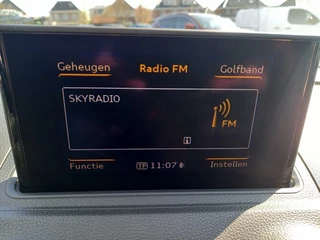 Geheugen Radio FM Golfband
SKYRADIO
FM
i
Functie TP 11:07 Instellen